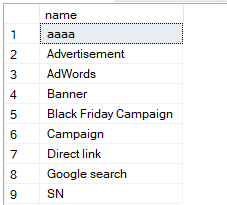 name
1 aaaa
2 Advertisement
3 AdWords
4 Banner
5 Black Friday Campaign
6 Campaign
7 Direct link
8 Google search
9 SN